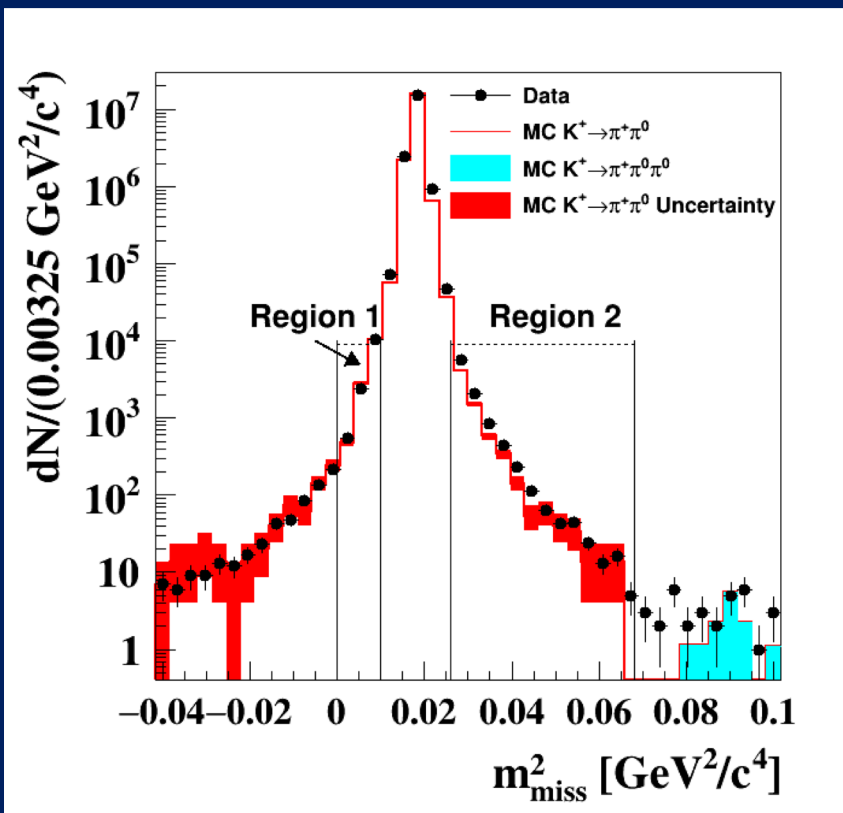 dN/(0.00325 GeV²/c⁴)
10⁷
10⁶
10⁵
10⁴
10³
10²
10
1
Data
MC K⁺→π⁺π⁰
MC K⁺→π⁺π⁰π⁰
MC K⁺→π⁺π⁰ Uncertainty
Region 1
Region 2
−0.04 −0.02 0 0.02 0.04 0.06 0.08 0.1
m²miss [GeV²/c⁴]